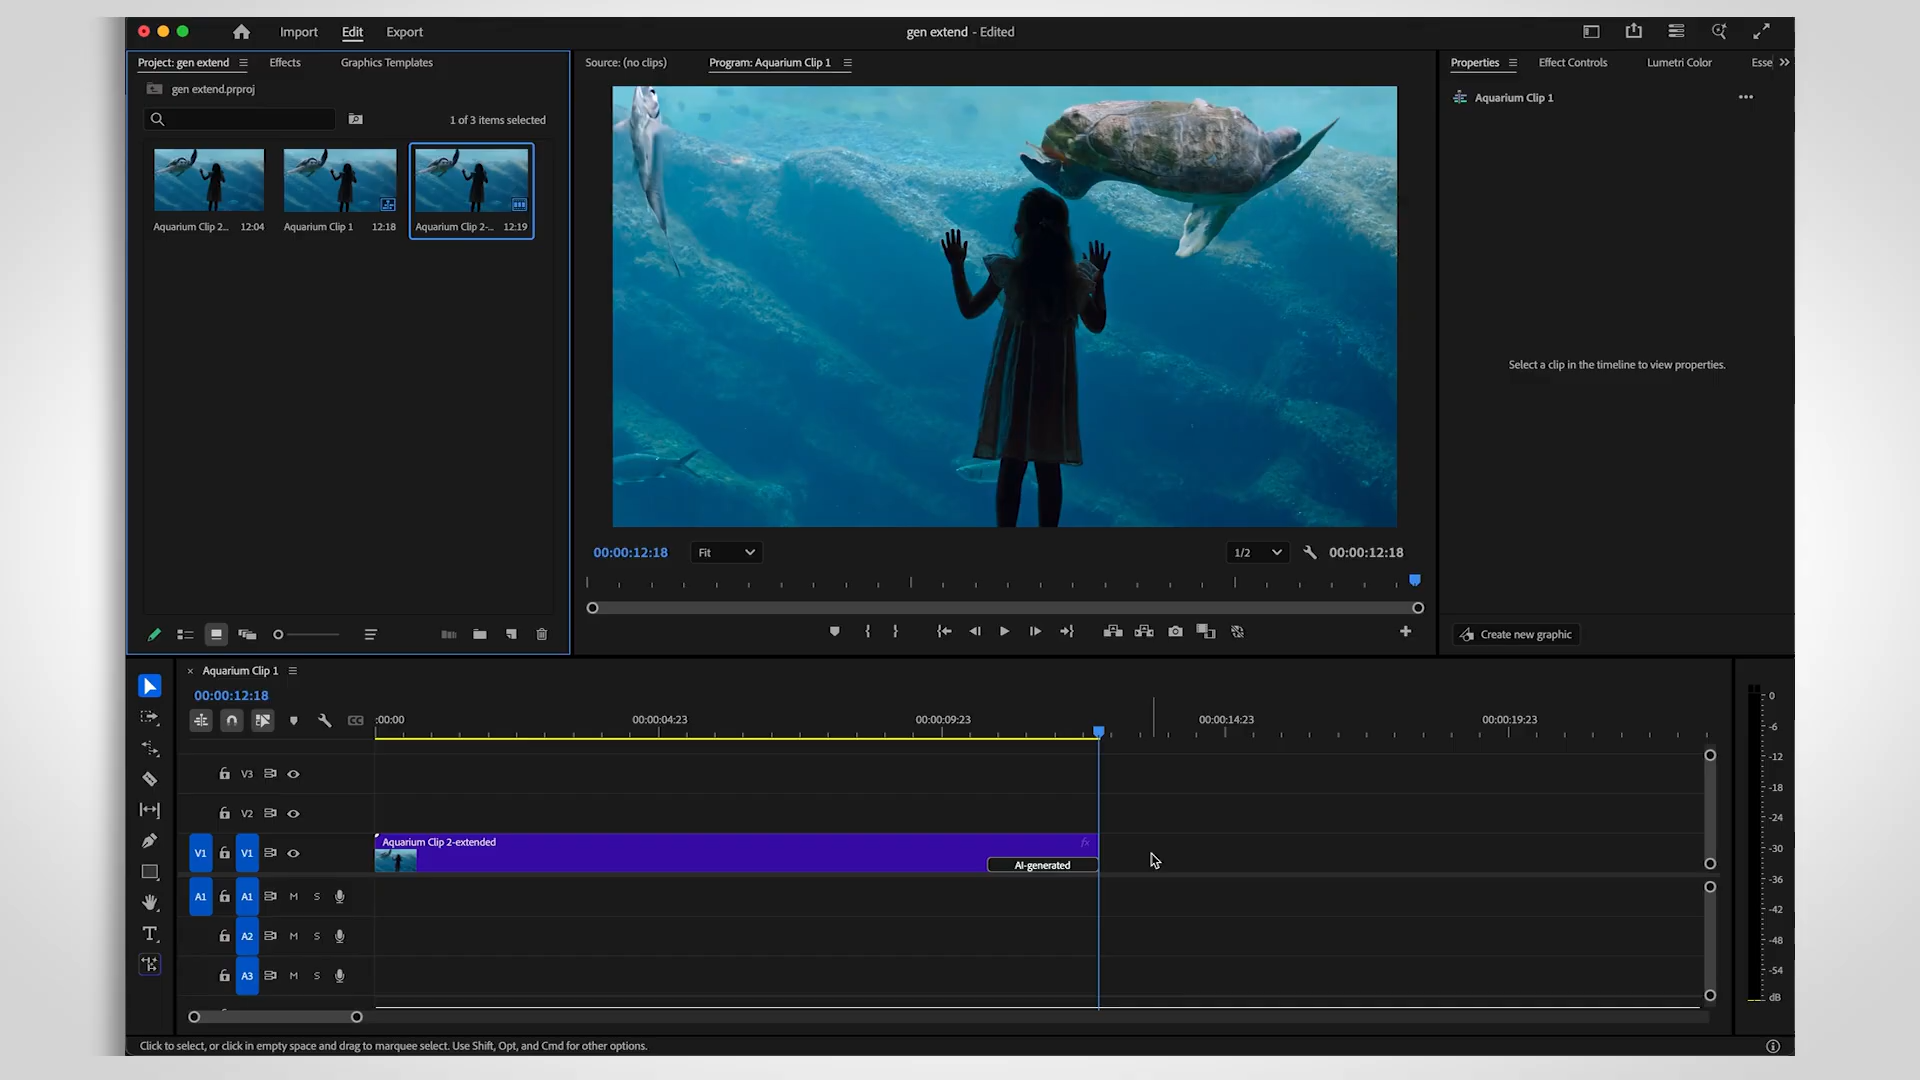 Import Edit Export
gen extend - Edited
Project: gen extend Effects Graphics Templates
gen extend.prproj
1 of 3 items selected
Aquarium Clip 2... 12:04 Aquarium Clip 1 12:18 Aquarium Clip 2-... 12:19
Source: (no clips) Program: Aquarium Clip 1
00:00:12:18 Fit 1/2 00:00:12:18
Properties Effect Controls Lumetri Color Esse
Aquarium Clip 1
Select a clip in the timeline to view properties.
Create new graphic
Aquarium Clip 1
00:00:12:18
CC :00:00 00:00:04:23 00:00:09:23 00:00:14:23 00:00:19:23
V3
V2
V1 V1 Aquarium Clip 2-extended fx
AI-generated
A1 A1 M S
A2 M S
A3 M S
T
0
-6
-12
-18
-24
-30
-36
-42
-48
-54
dB
Click to select, or click in empty space and drag to marquee select. Use Shift, Opt, and Cmd for other options.